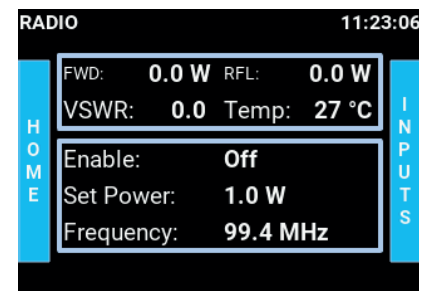 RADIO 11:23:06
FWD: 0.0 W RFL: 0.0 W
VSWR: 0.0 Temp: 27 °C
Enable: Off
Set Power: 1.0 W
Frequency: 99.4 MHz
HOME
INPUTS